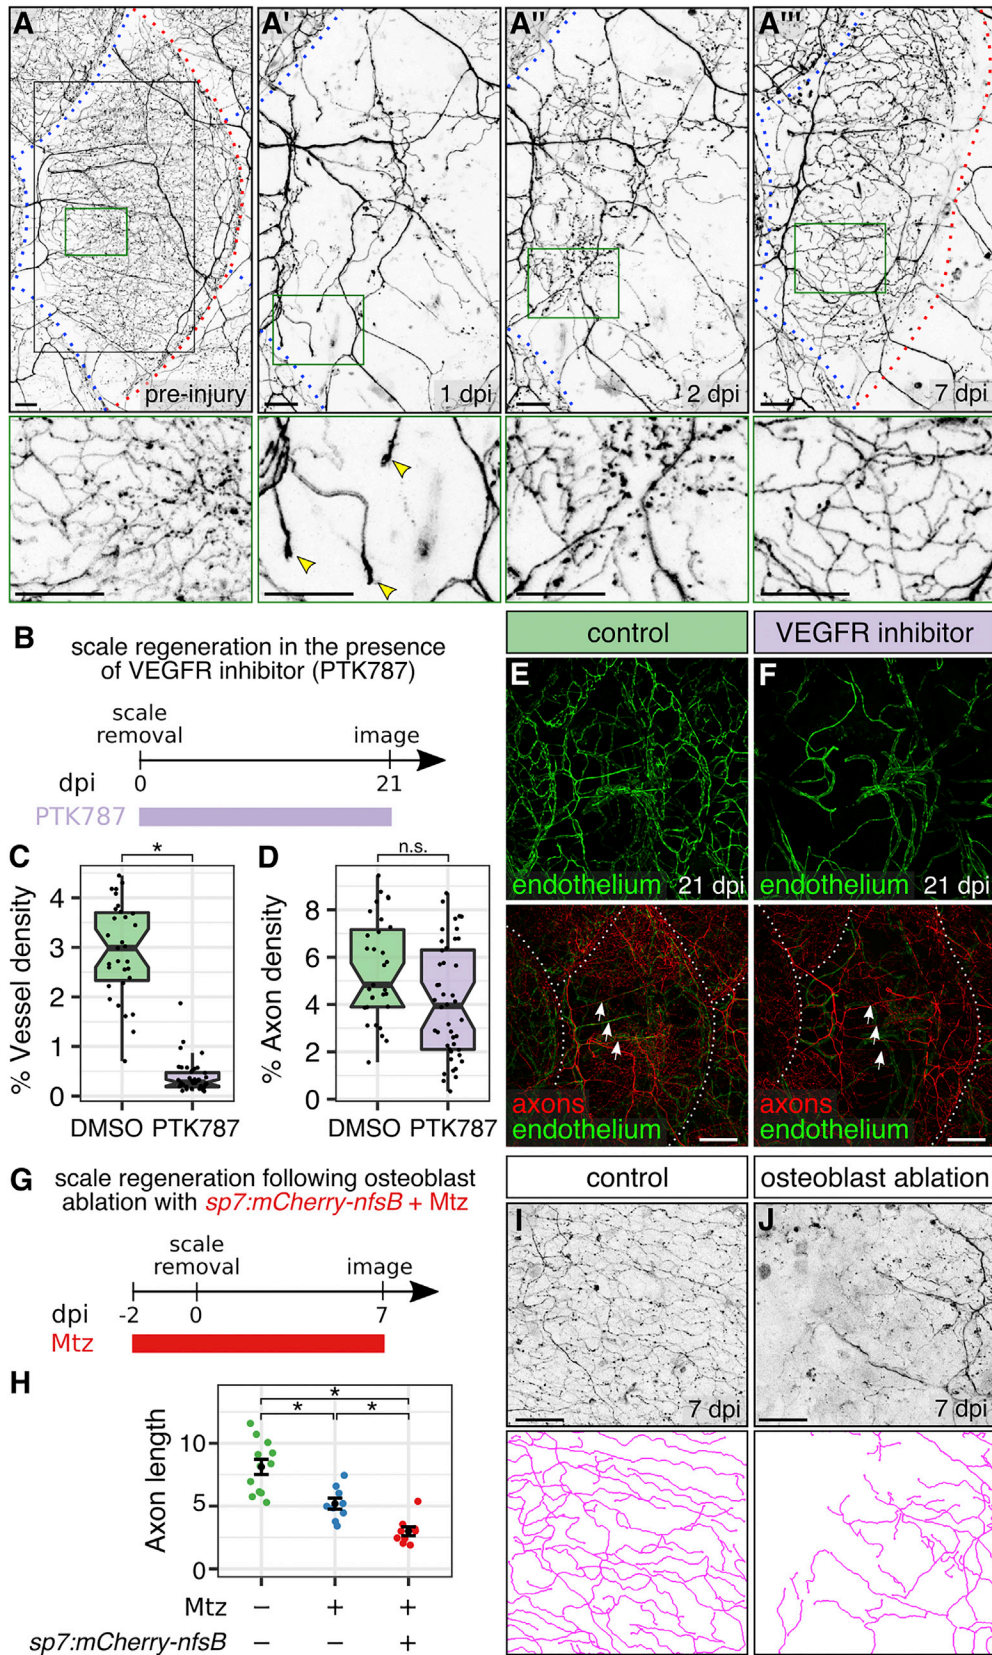 A
A'
A''
A'''
pre-injury
1 dpi
2 dpi
7 dpi
B
scale regeneration in the presence
of VEGFR inhibitor (PTK787)
scale
removal
image
dpi
0
21
PTK787
C
*
% Vessel density
4
3
2
1
0
DMSO PTK787
D
n.s.
% Axon density
8
6
4
2
0
DMSO PTK787
control
VEGFR inhibitor
E
endothelium
21 dpi
F
endothelium
21 dpi
axons
endothelium
axons
endothelium
G
scale regeneration following osteoblast
ablation with sp7:mCherry-nfsB + Mtz
scale
removal
image
dpi
-2
0
7
Mtz
H
*
* *
Axon length
10
5
0
Mtz − + +
sp7:mCherry-nfsB − − +
control
osteoblast ablation
I
7 dpi
J
7 dpi